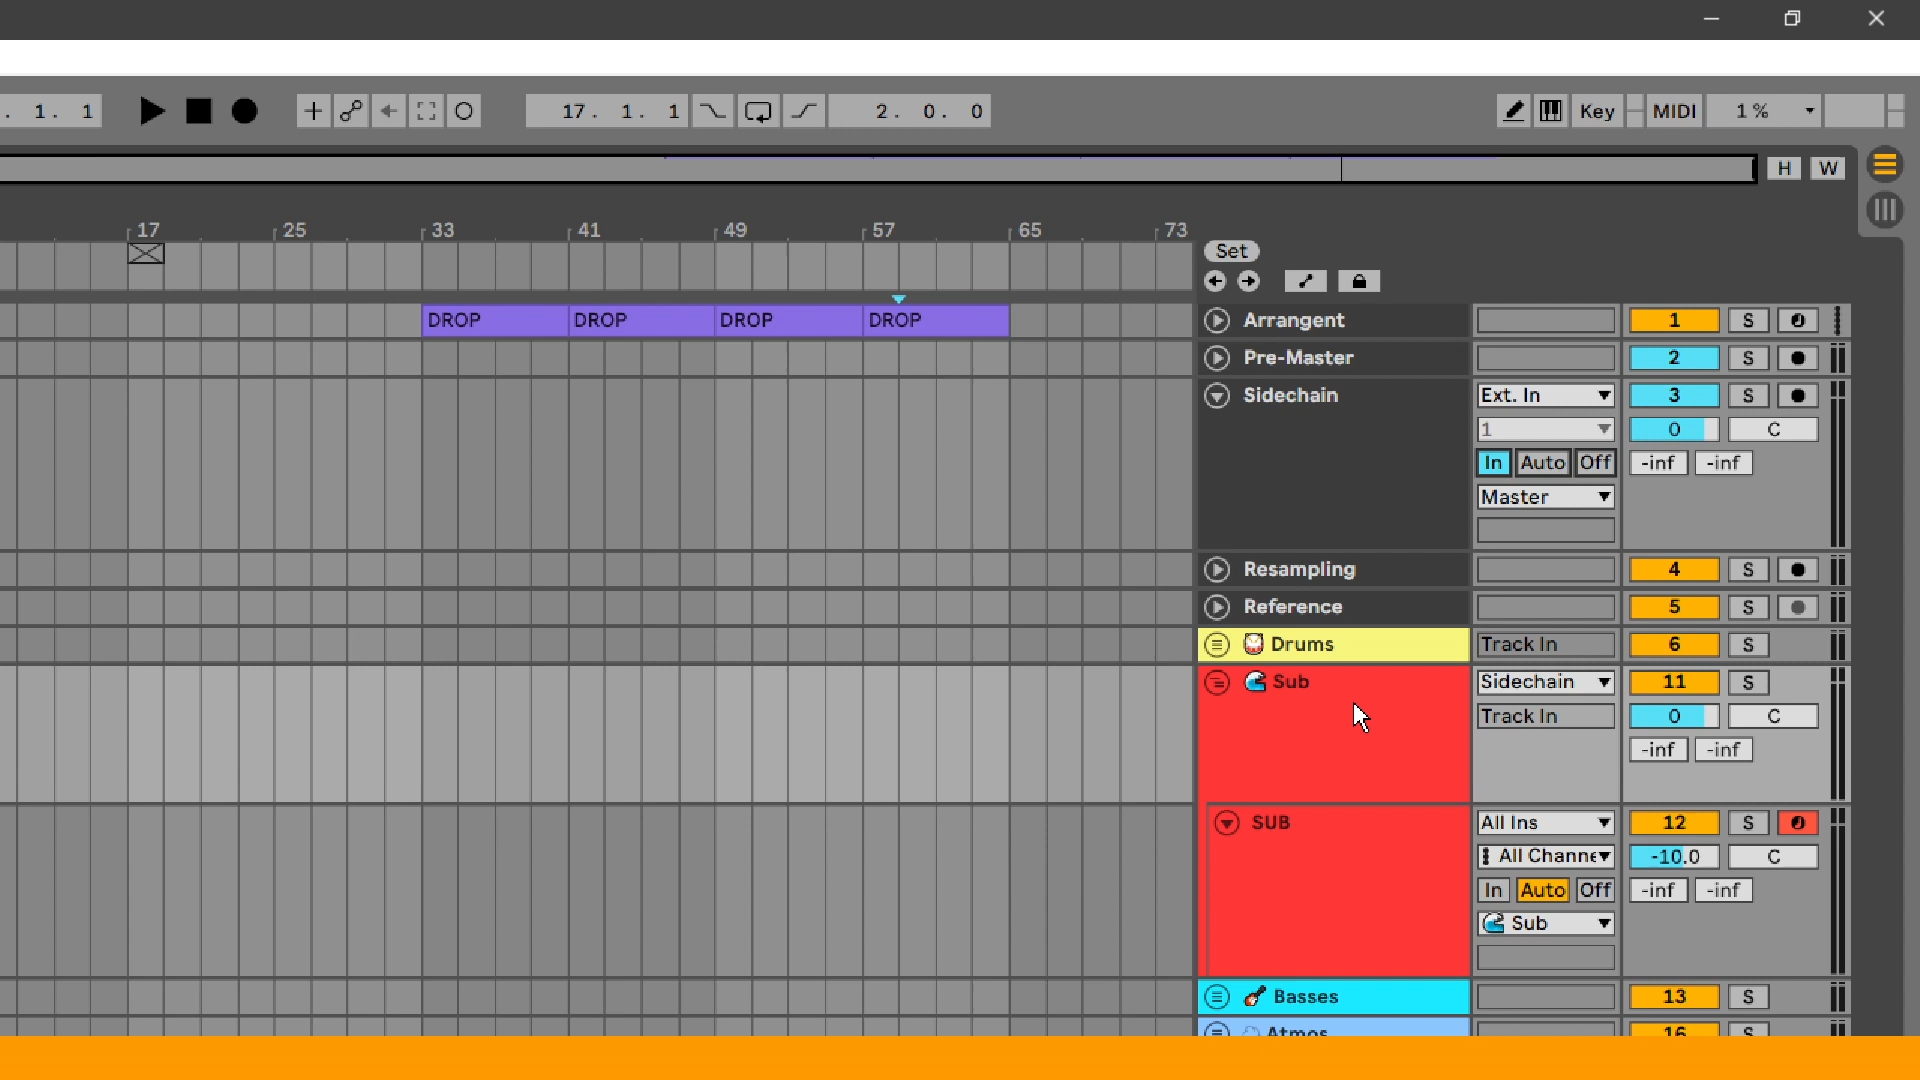 . 1. 1
17. 1. 1
2. 0. 0
Key
MIDI
1 %
H
W
17 25 33 41 49 57 65 73
Set
DROP DROP DROP DROP
Arrangent
1
S
Pre-Master
2
S
Sidechain
Ext. In
3
S
1
0
C
In Auto Off
-inf
-inf
Master
Resampling
4
S
Reference
5
S
Drums
Track In
6
S
Sub
Sidechain
11
S
Track In
0
C
-inf
-inf
SUB
All Ins
12
S
All Channe
-10.0
C
In Auto Off
-inf
-inf
Sub
Basses
13
S
Atmos
16
S